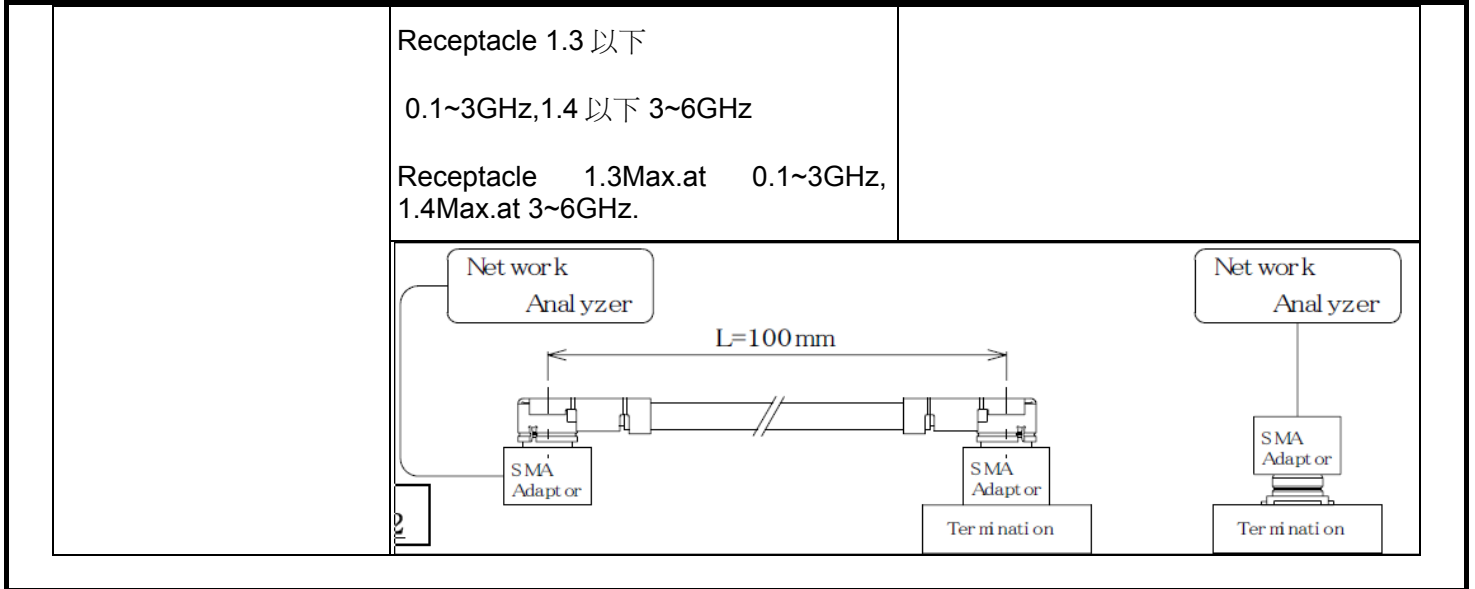 Receptacle 1.3 以下
0.1~3GHz,1.4 以下 3~6GHz
Receptacle 1.3Max.at 0.1~3GHz,
1.4Max.at 3~6GHz.
Network
Analyzer
Network
Analyzer
L=100mm
SMA
Adaptor
SMA
Adaptor
SMA
Adaptor
2
Termination
Termination